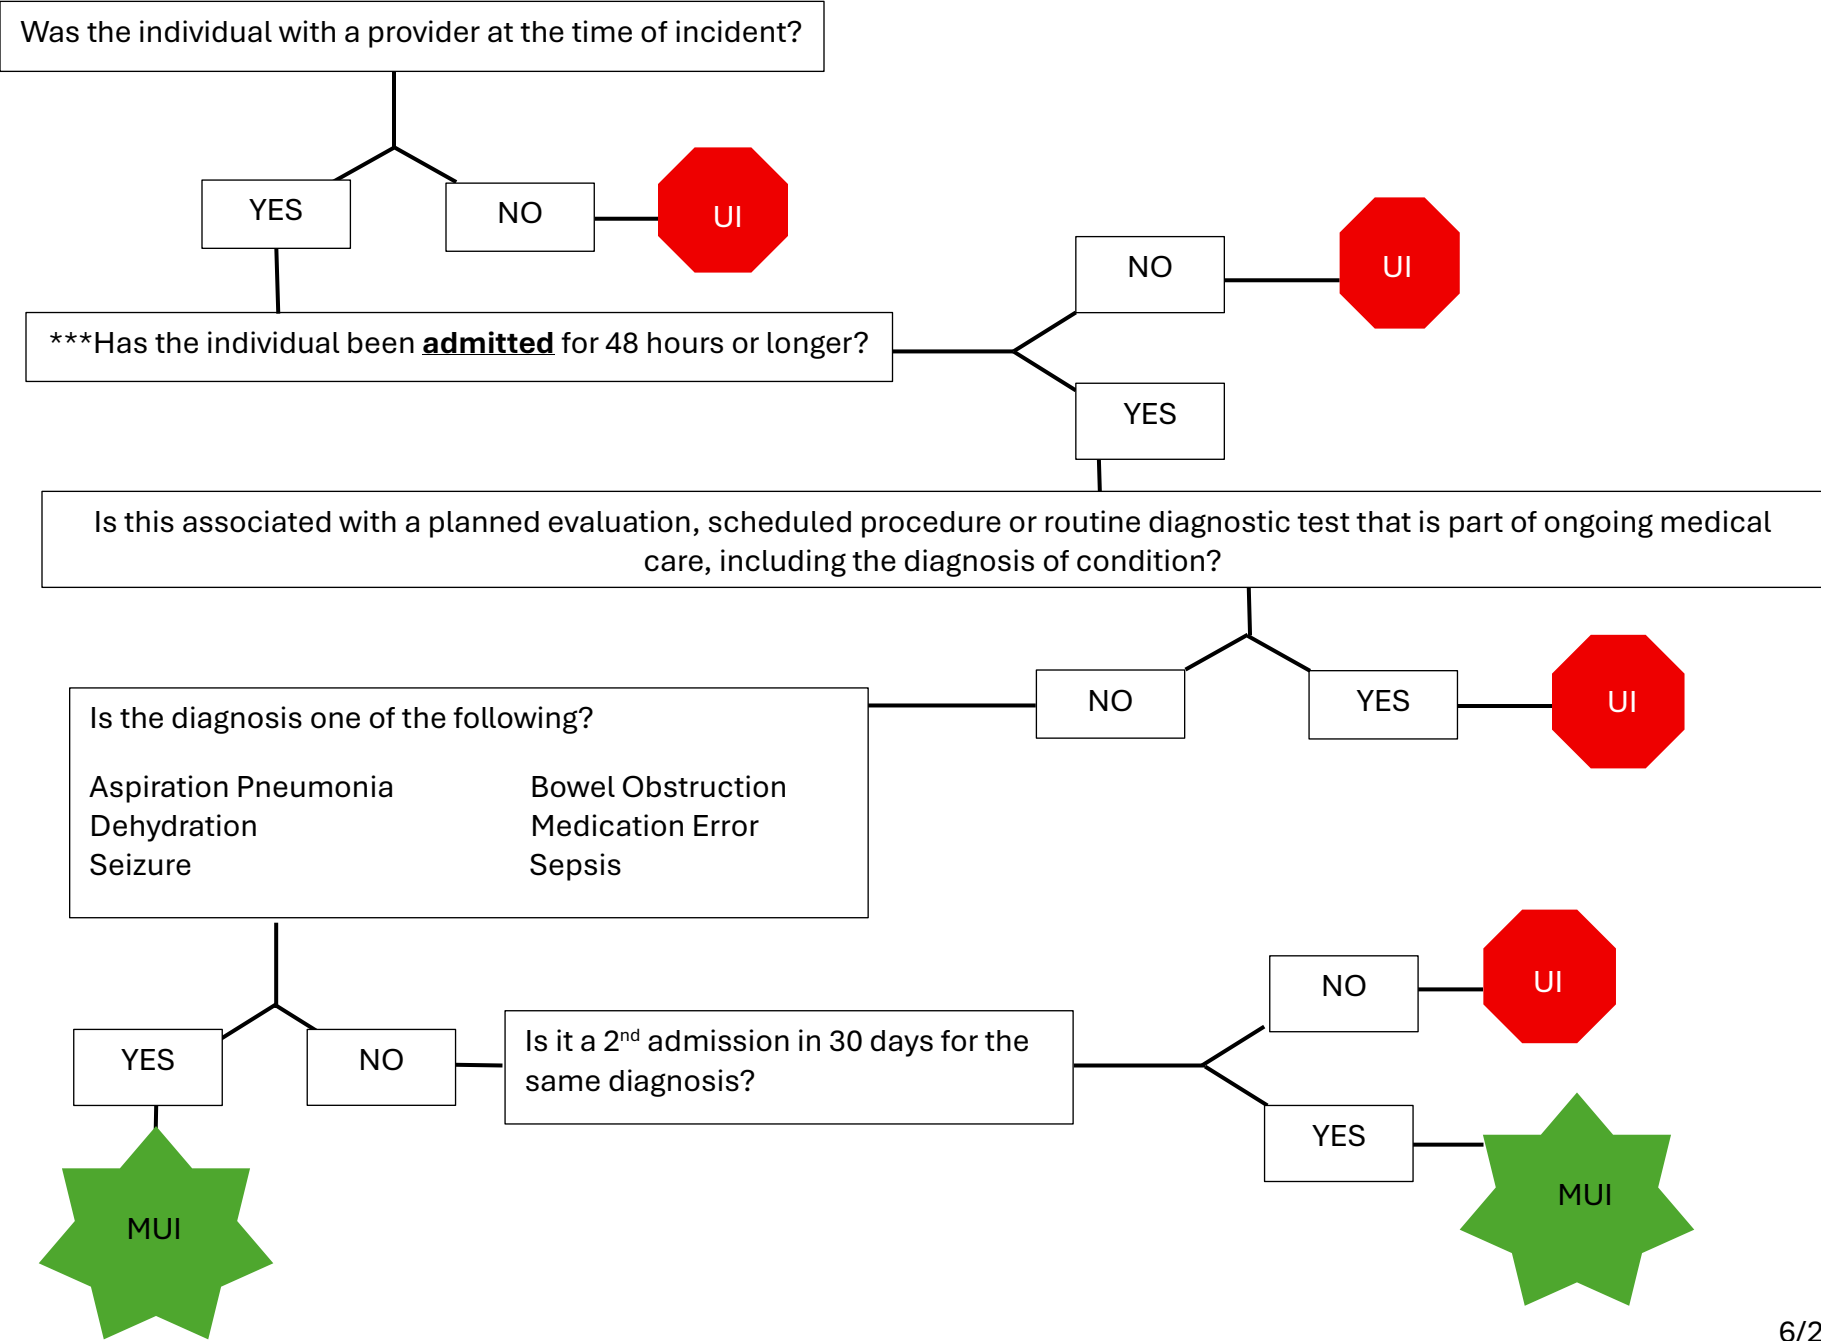 Was the individual with a provider at the time of incident?
YES
NO
UI
***Has the individual been admitted for 48 hours or longer?
NO
UI
YES
Is this associated with a planned evaluation, scheduled procedure or routine diagnostic test that is part of ongoing medical
care, including the diagnosis of condition?
NO
YES
UI
Is the diagnosis one of the following?
Aspiration Pneumonia
Bowel Obstruction
Dehydration
Medication Error
Seizure
Sepsis
YES
NO
Is it a 2nd admission in 30 days for the
same diagnosis?
NO
UI
YES
MUI
MUI
6/2